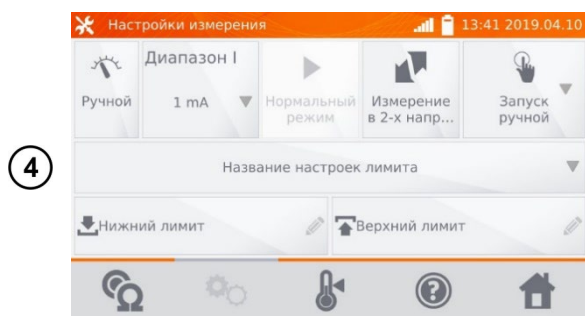 Настройки измерения 13:41 2019.04.10
Диапазон I
Ручной 1 mA Нормальный режим Измерение в 2-х напр... Запуск ручной
4
Название настроек лимита
Нижний лимит Верхний лимит